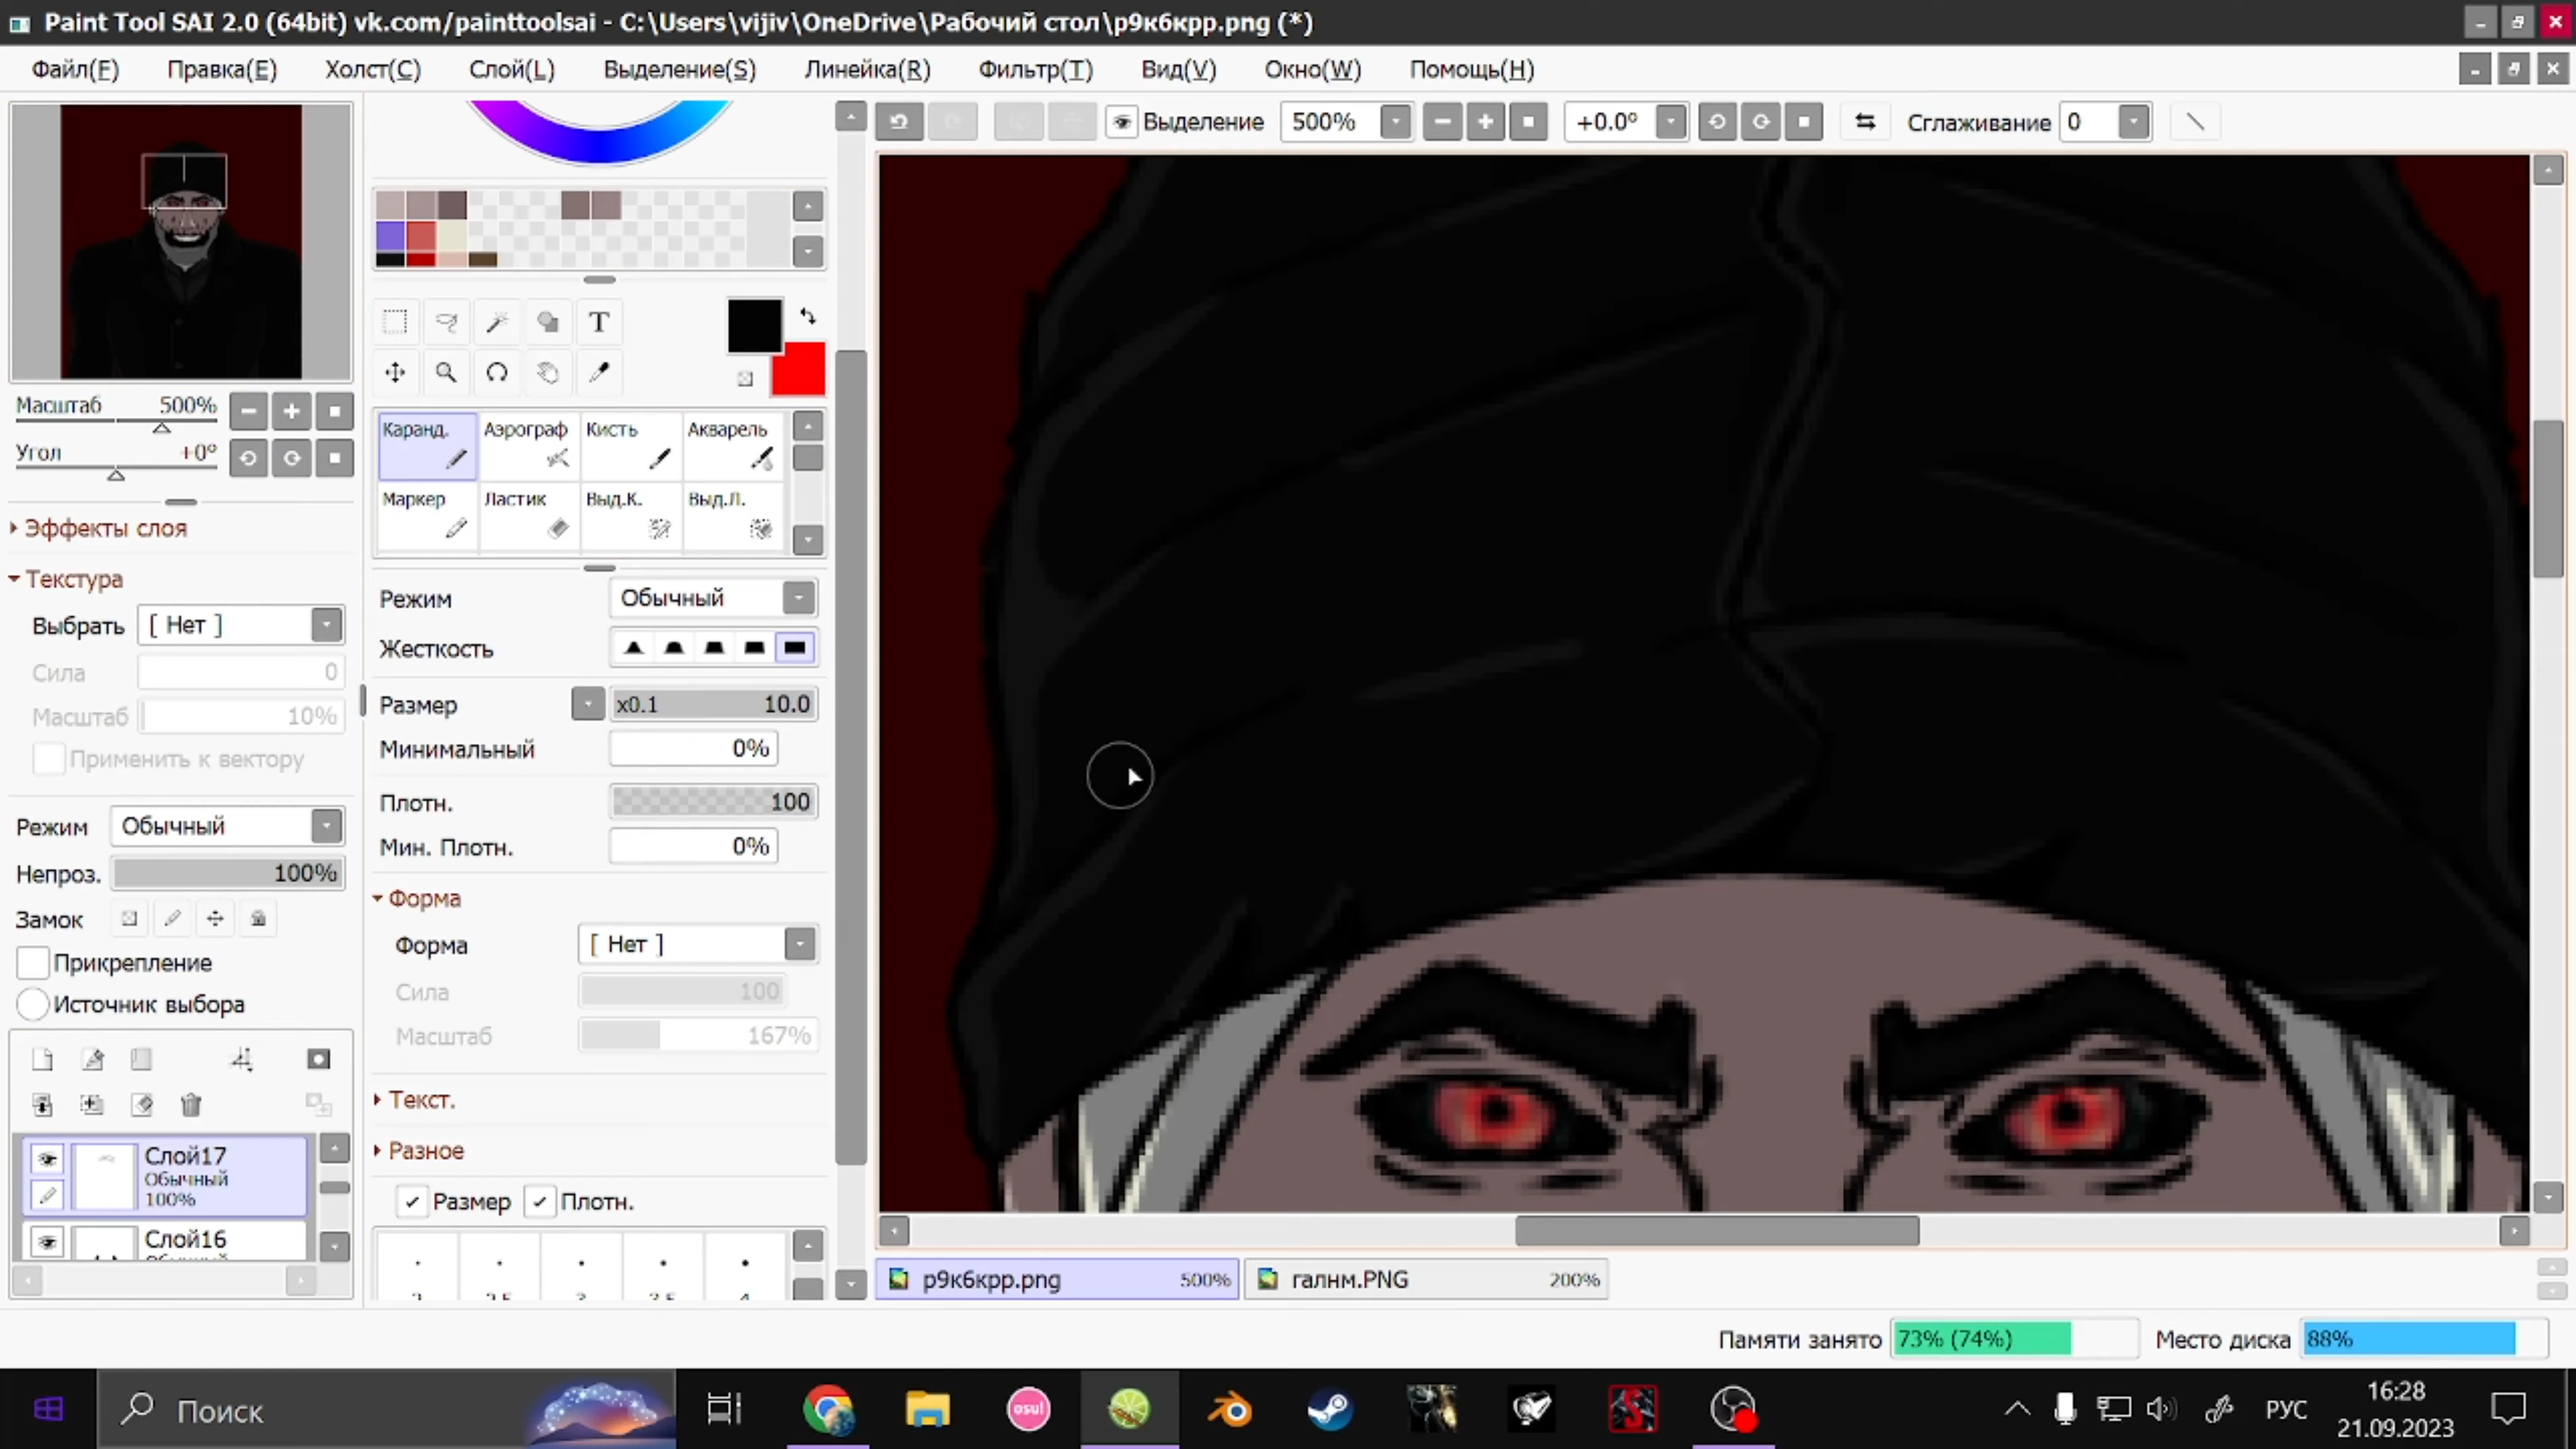 Paint Tool SAI 2.0 (64bit) vk.com/painttoolsai - C:\Users\vijiv\OneDrive\Рабочий стол\р9к6крр.png (*)
Файл(F) Правка(E) Холст(C) Слой(L) Выделение(S) Линейка(R) Фильтр(T) Вид(V) Окно(W) Помощь(H)
Выделение 500% +0.0° Сглаживание 0
Масштаб 500%
Угол +0°
Эффекты слоя
Текстура
Выбрать [ Нет ]
Сила 0
Масштаб 10%
Применить к вектору
Режим Обычный
Непроз. 100%
Замок
Прикрепление
Источник выбора
Слой17
Обычный
100%
Слой16
T
Каранд. Аэрограф Кисть Акварель
Маркер Ластик Выд.К. Выд.Л.
Режим Обычный
Жесткость
Размер x0.1 10.0
Минимальный 0%
Плотн. 100
Мин. Плотн. 0%
Форма
Форма [ Нет ]
Сила 100
Масштаб 167%
Текст.
Разное
Размер Плотн.
р9к6крр.png 500% галнм.PNG 200%
Памяти занято 73% (74%) Место диска 88%
Поиск
osu!
РУС
16:28
21.09.2023